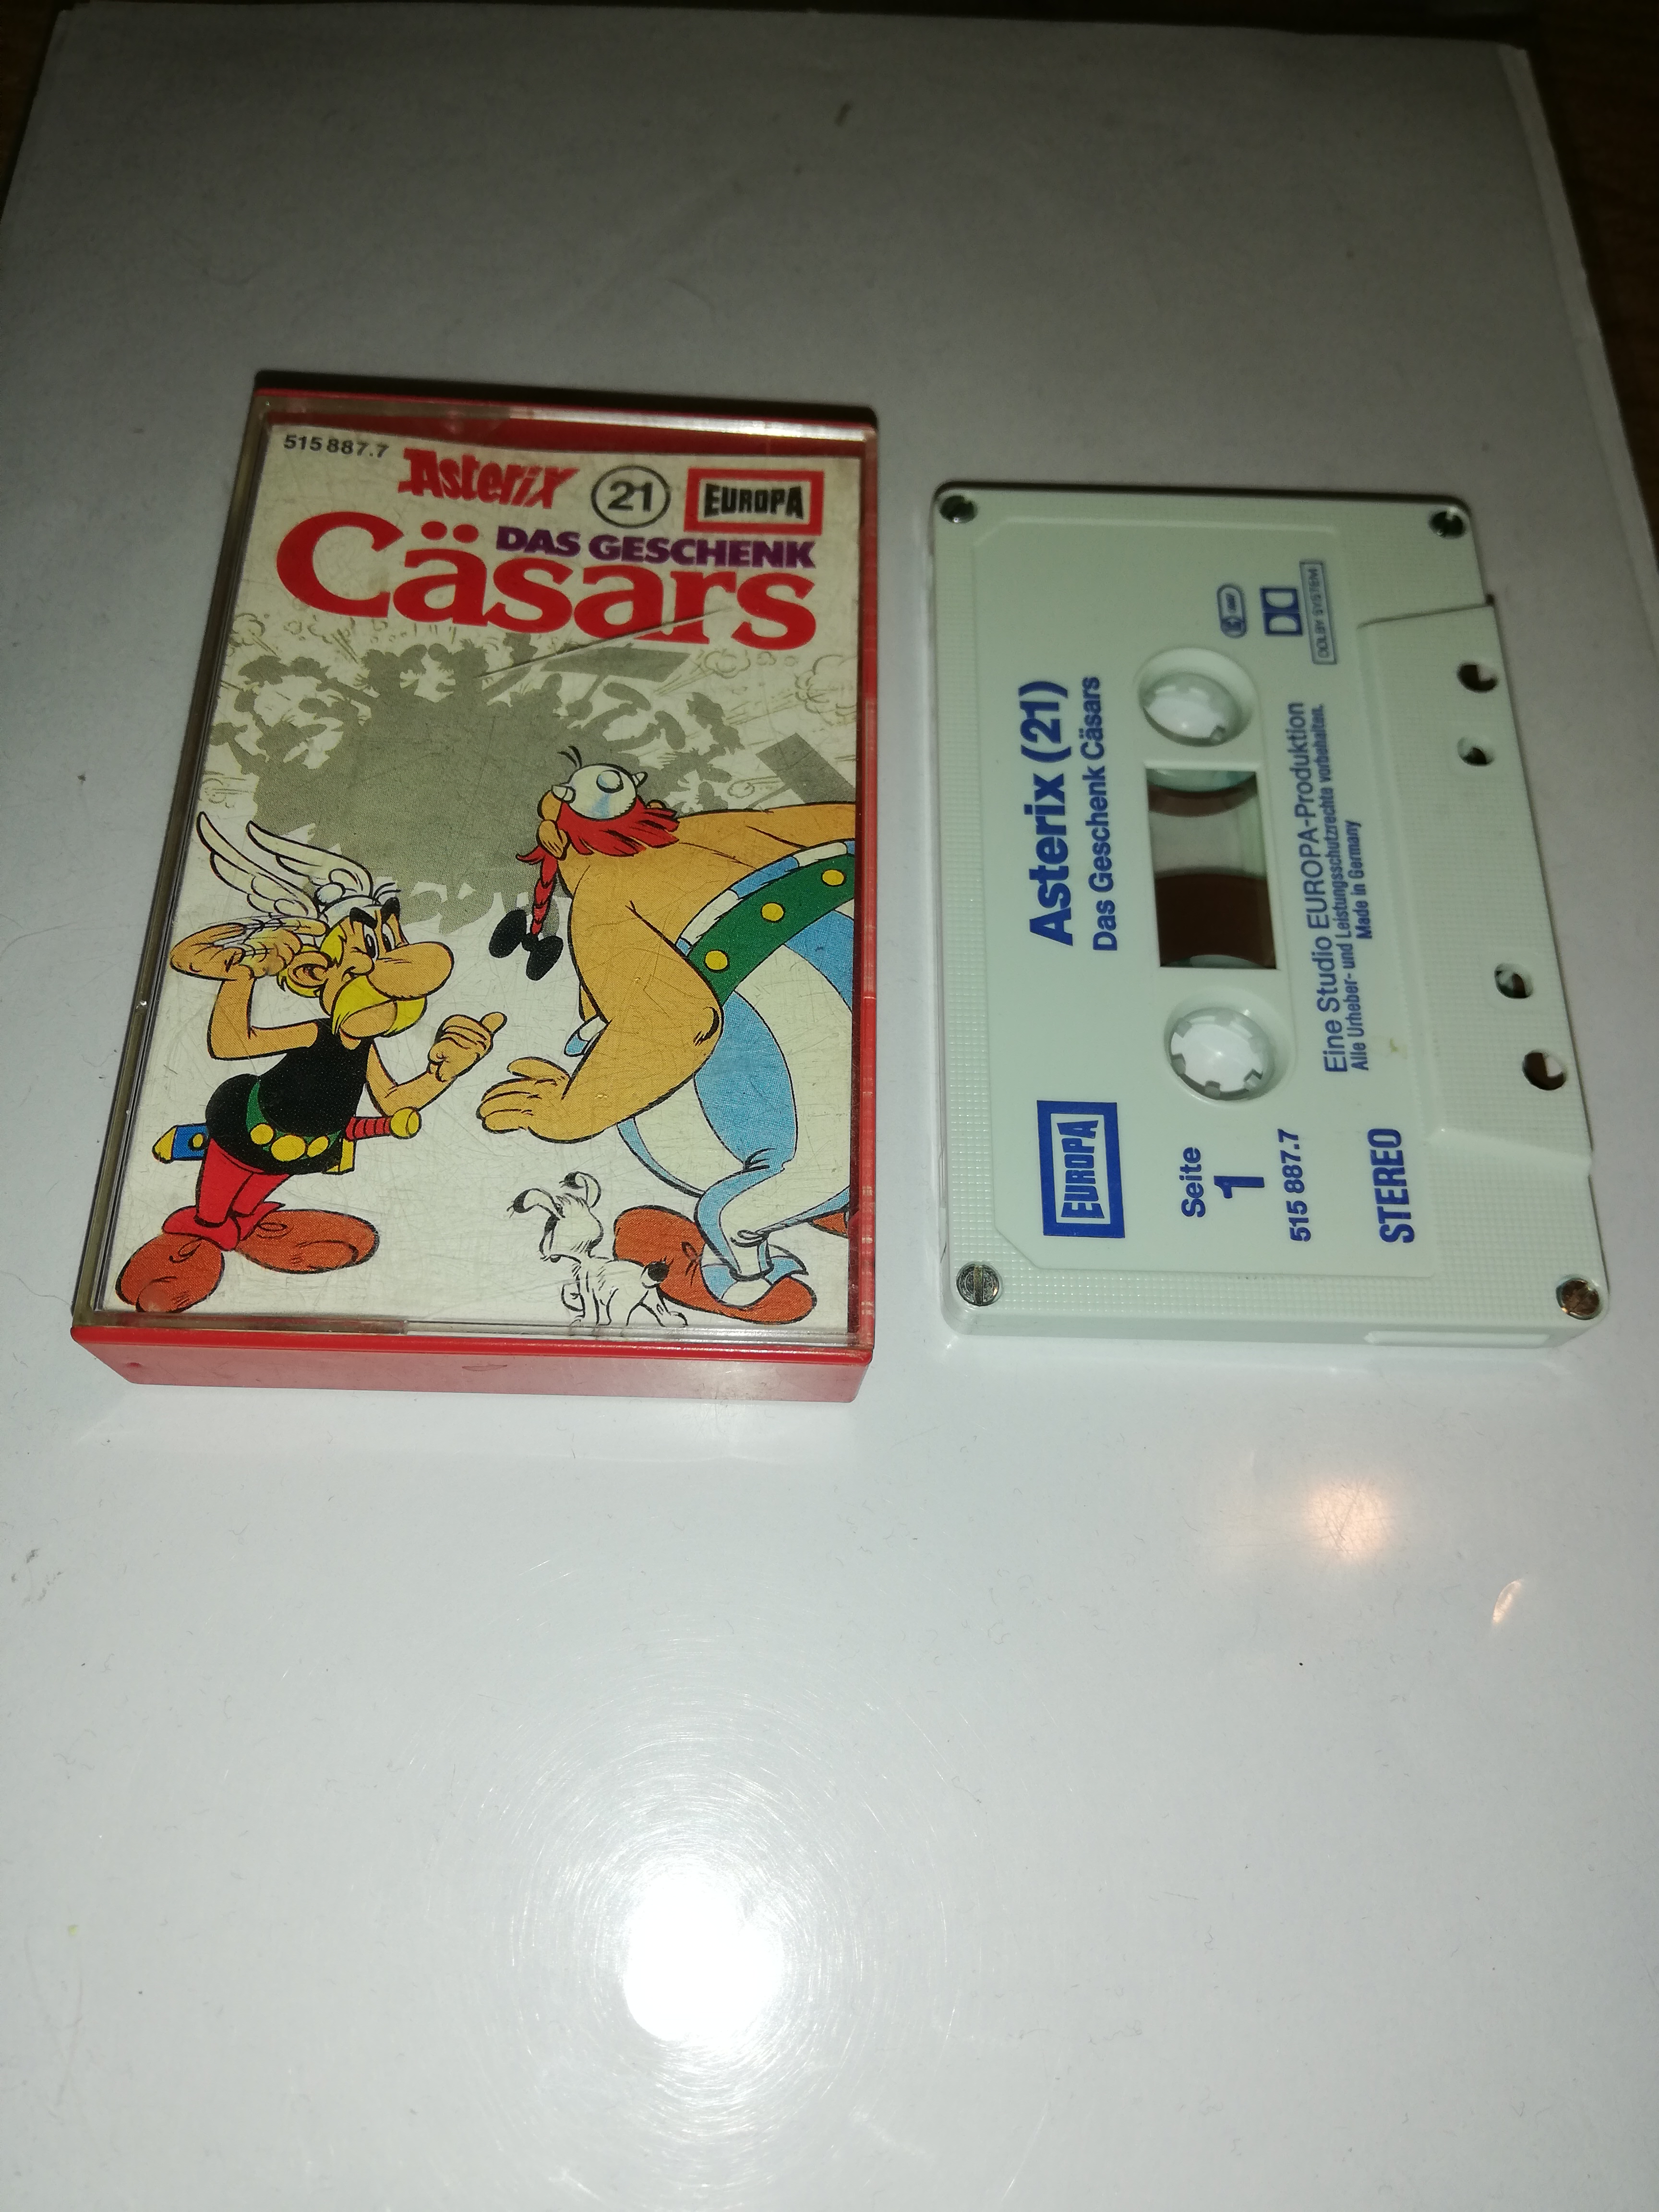 515 887.7
Asterix
21
EUROPA
DAS GESCHENK
Cäsars
Asterix (21)
Das Geschenk Cäsars
EUROPA
Seite
1
515 887.7
STEREO
DOLBY SYSTEM
Eine Studio EUROPA-Produktion
Alle Urheber- und Leistungsschutzrechte vorbehalten.
Made in Germany